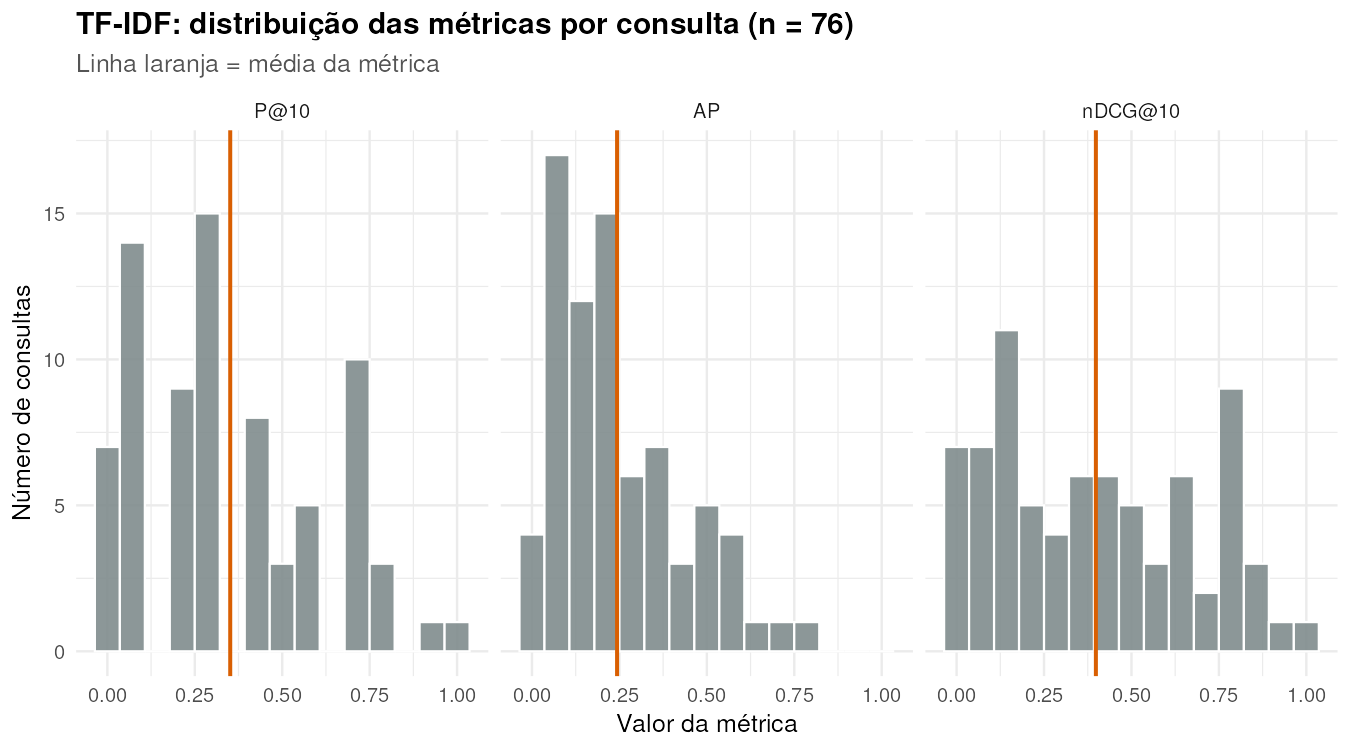 TF-IDF: distribuição das métricas por consulta (n = 76)
Linha laranja = média da métrica
P@10
AP
nDCG@10
Número de consultas
15
10
5
0
0.00 0.25 0.50 0.75 1.00
0.00 0.25 0.50 0.75 1.00
0.00 0.25 0.50 0.75 1.00
Valor da métrica